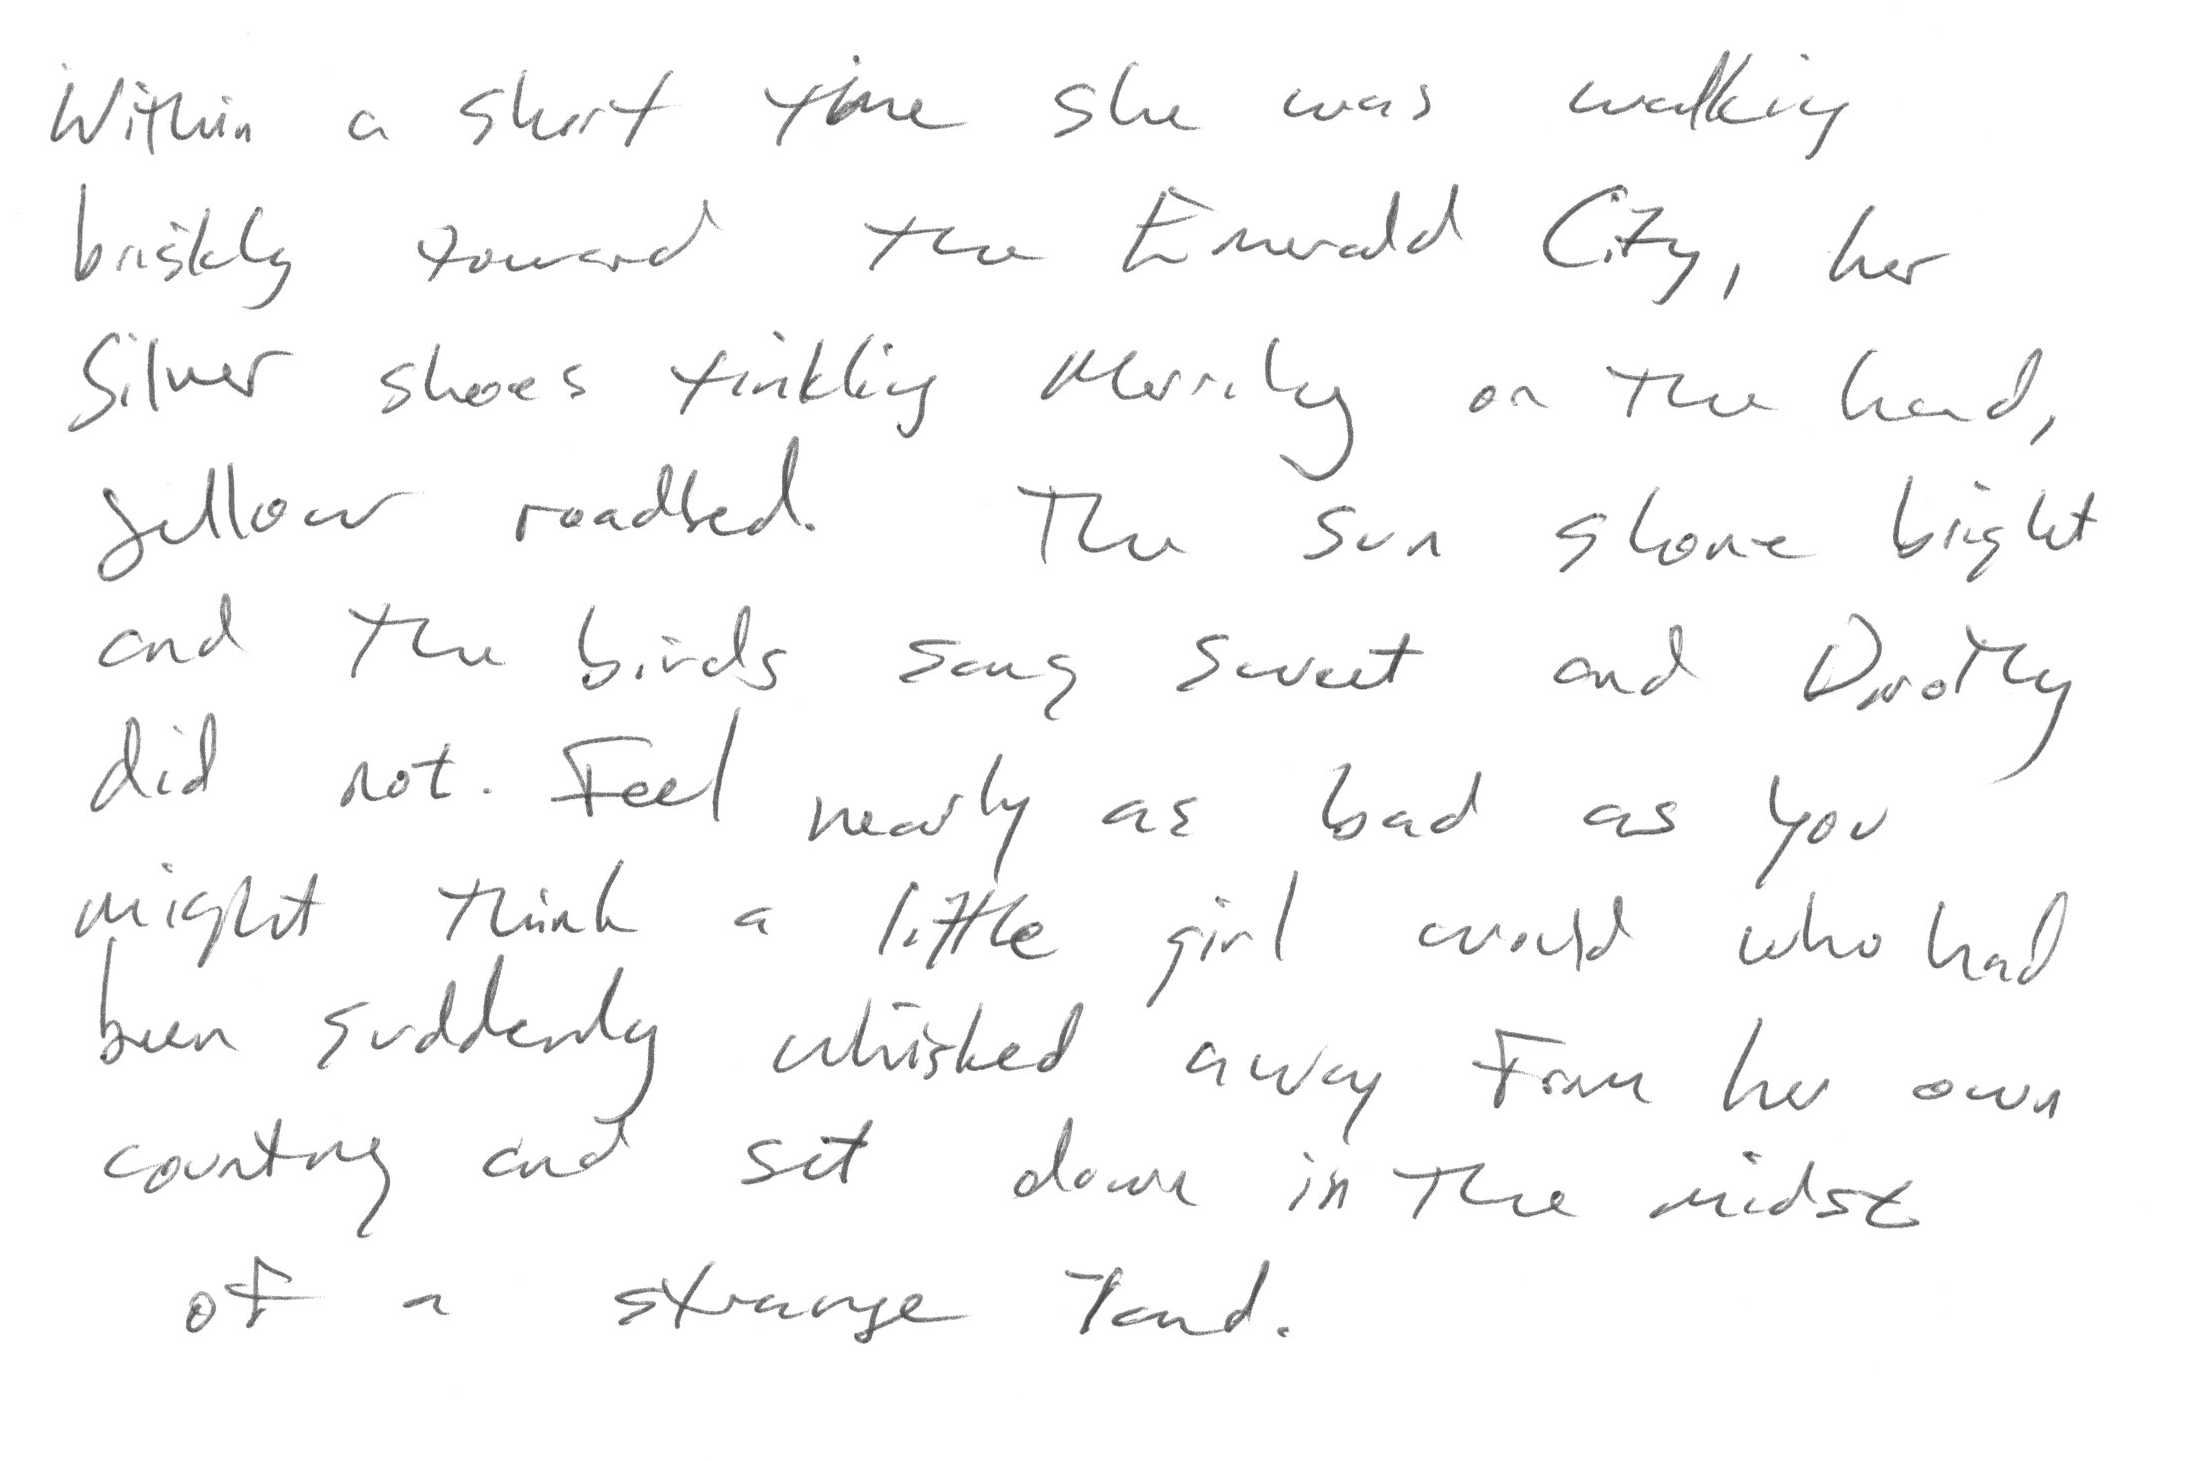 Within a short time she was walking
briskly toward the Emerald City, her
Silver shoes tinkling Merrily on the hard,
yellow roadbed. The sun shone bright
and the birds sang sweet and Dorothy
did not. Feel nearly as bad as you
might think a little girl would who had
been suddenly whisked away From her own
country and set down in the midst
of a strange land.